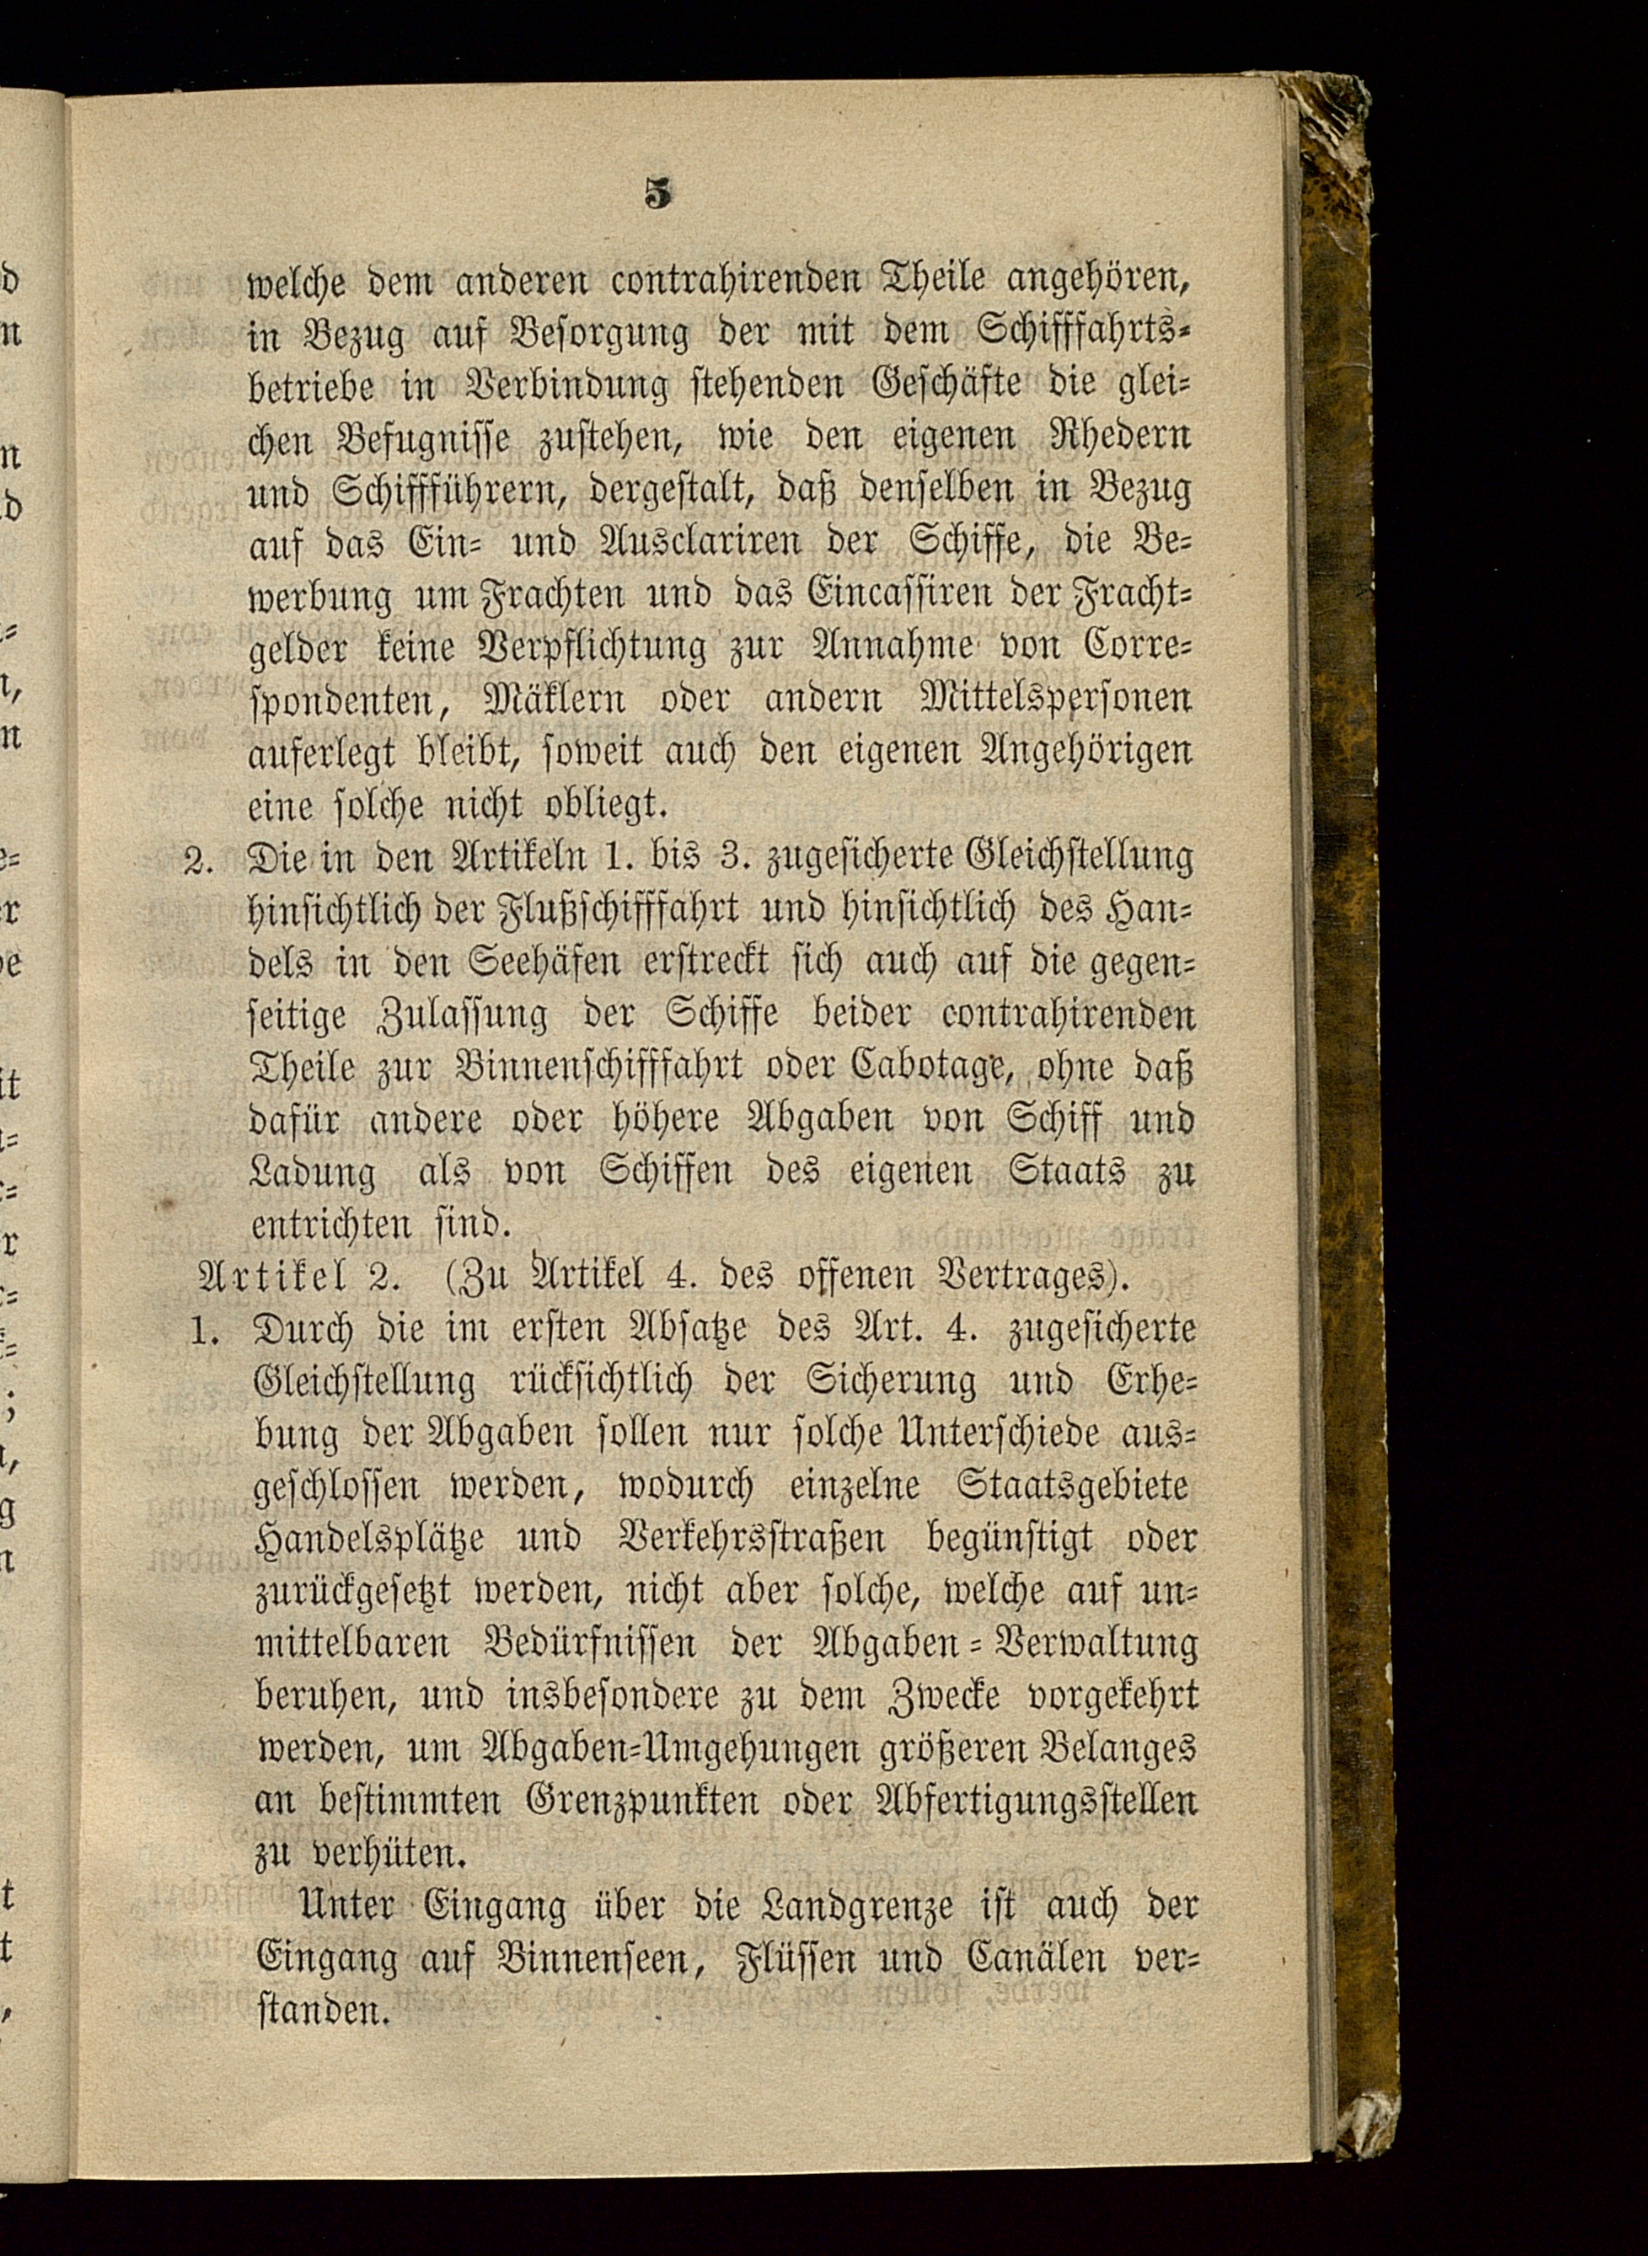 5
welche dem anderen contrahirenden Theile angehören,
in Bezug auf Besorgung der mit dem Schifffahrts-
betriebe in Verbindung stehenden Geschäfte die glei-
chen Befugnisse zustehen, wie den eigenen Rhedern
und Schiffführern, dergestalt, daß denselben in Bezug
auf das Ein- und Ausclariren der Schiffe, die Be-
werbung um Frachten und das Eincassiren der Fracht-
gelder keine Verpflichtung zur Annahme von Corre-
spondenten, Mäklern oder andern Mittelspersonen
auferlegt bleibt, soweit auch den eigenen Angehörigen
eine solche nicht obliegt.
2. Die in den Artikeln 1. bis 3. zugesicherte Gleichstellung
hinsichtlich der Flußschifffahrt und hinsichtlich des Han-
dels in den Seehäfen erstreckt sich auch auf die gegen-
seitige Zulassung der Schiffe beider contrahirenden
Theile zur Binnenschifffahrt oder Cabotage, ohne daß
dafür andere oder höhere Abgaben von Schiff und
Ladung als von Schiffen des eigenen Staats zu
entrichten sind.
Artikel 2. (Zu Artikel 4. des offenen Vertrages).
1. Durch die im ersten Absatze des Art. 4. zugesicherte
Gleichstellung rücksichtlich der Sicherung und Erhe-
bung der Abgaben sollen nur solche Unterschiede aus-
geschlossen werden, wodurch einzelne Staatsgebiete
Handelsplätze und Verkehrsstraßen begünstigt oder
zurückgesetzt werden, nicht aber solche, welche auf un-
mittelbaren Bedürfnissen der Abgaben-Verwaltung
beruhen, und insbesondere zu dem Zwecke vorgekehrt
werden, um Abgaben-Umgehungen größeren Belanges
an bestimmten Grenzpunkten oder Abfertigungsstellen
zu verhüten.
Unter Eingang über die Landgrenze ist auch der
Eingang auf Binnenseen, Flüssen und Canälen ver-
standen.